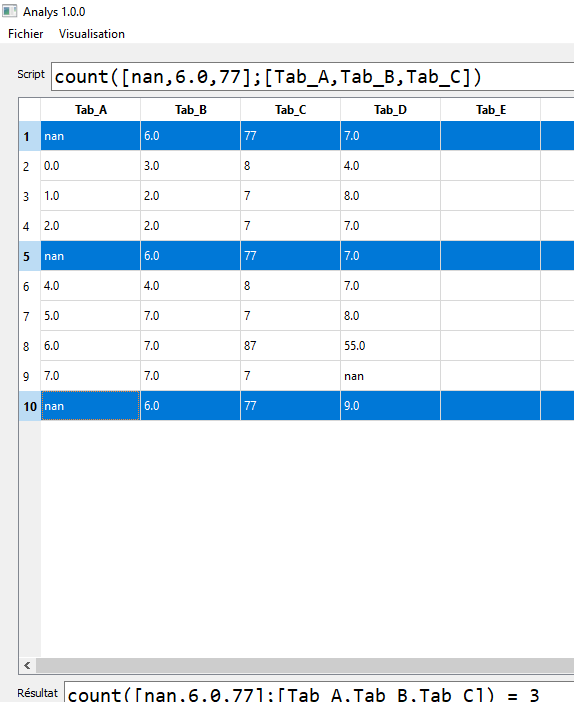 Analys 1.0.0
Fichier Visualisation
Script count([nan,6.0,77];[Tab_A,Tab_B,Tab_C])
Tab_A Tab_B Tab_C Tab_D Tab_E
1 nan 6.0 77 7.0
2 0.0 3.0 8 4.0
3 1.0 2.0 7 8.0
4 2.0 2.0 7 7.0
5 nan 6.0 77 7.0
6 4.0 4.0 8 7.0
7 5.0 7.0 7 8.0
8 6.0 7.0 87 55.0
9 7.0 7.0 7 nan
10 nan 6.0 77 9.0
Résultat count([nan,6.0,77];[Tab_A,Tab_B,Tab_C]) = 3